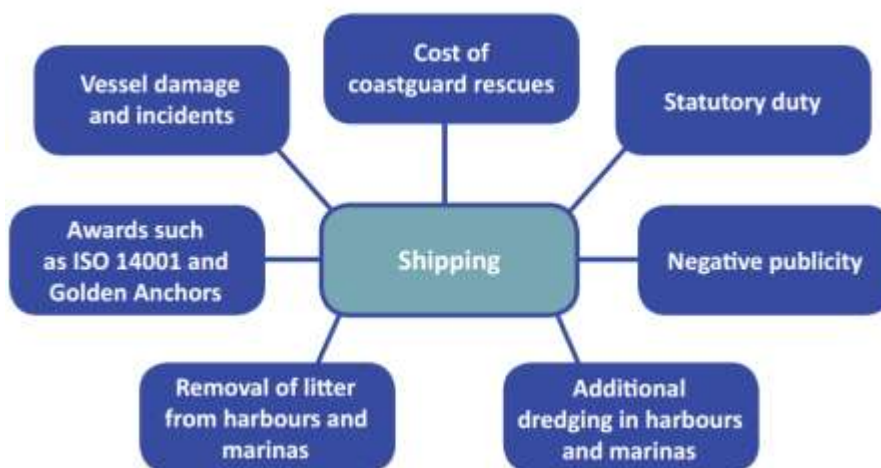 Cost of
coastguard rescues
Vessel damage
and incidents
Statutory duty
Awards such
as ISO 14001 and
Golden Anchors
Shipping
Negative publicity
Removal of litter
from harbours and
marinas
Additional
dredging in harbours
and marinas